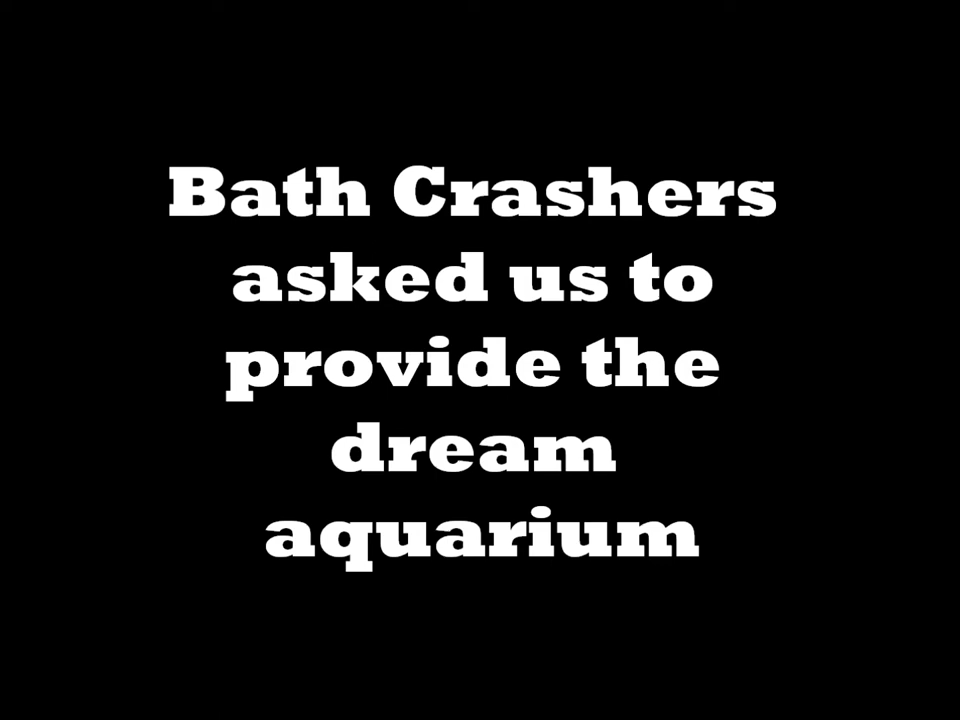 Bath Crashers
asked us to
provide the
dream
aquarium